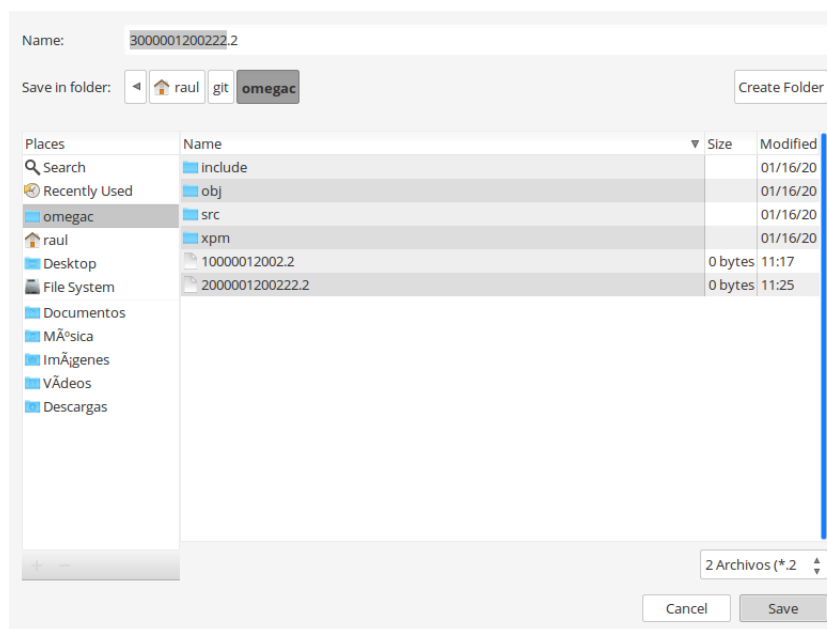 Name: 3000001200222.2
Save in folder: raul git omegac Create Folder
Places Name Size Modified
Search include 01/16/20
Recently Used obj 01/16/20
omegac src 01/16/20
raul xpm 01/16/20
Desktop 10000012002.2 0 bytes 11:17
File System 2000001200222.2 0 bytes 11:25
Documentos
MÃºsica
ImÃ¡genes
VÃdeos
Descargas
2 Archivos (*.2
Cancel Save